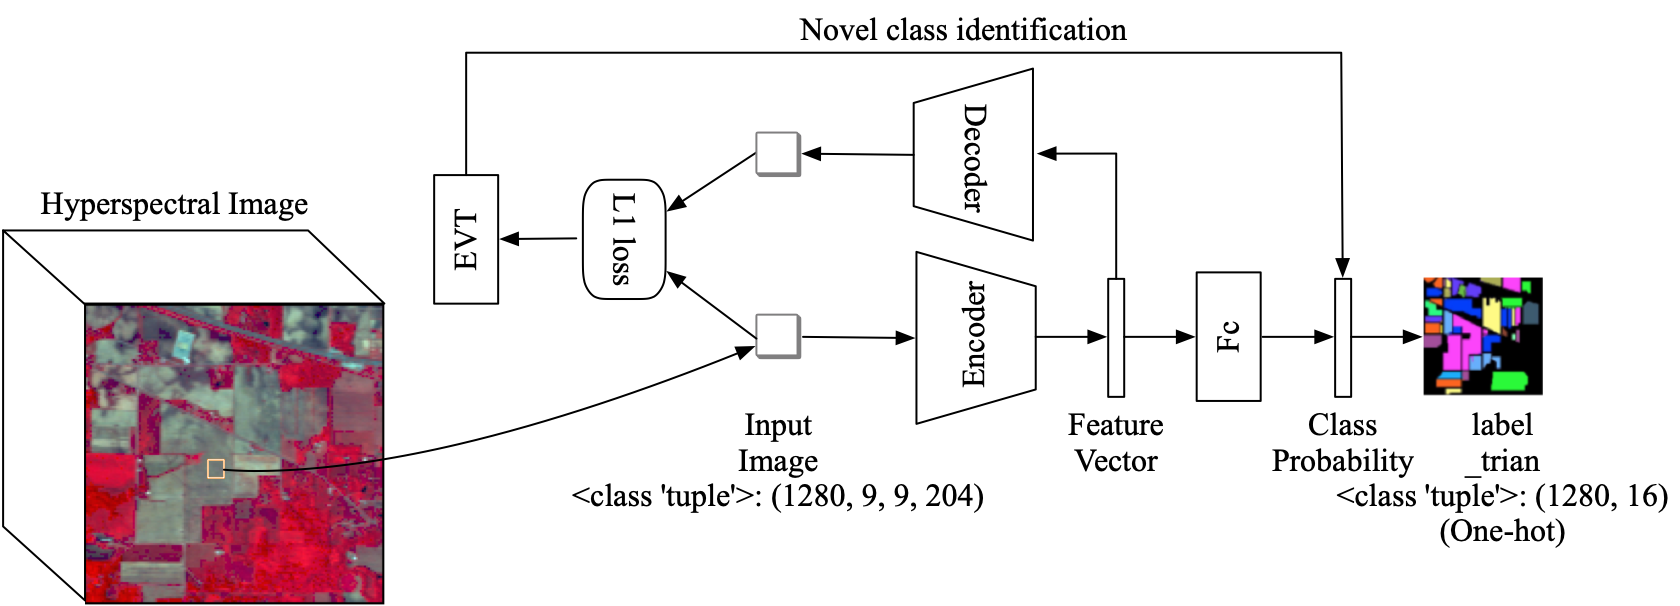 Novel class identification
Hyperspectral Image
Decoder
L1 loss
EVT
Encoder
Fc
Input
Image
<class 'tuple'>: (1280, 9, 9, 204)
Feature
Vector
Class
Probability
label
_trian
<class 'tuple'>: (1280, 16)
(One-hot)